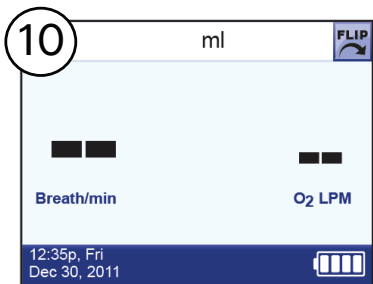 10
ml
FLIP
-- --
Breath/min
O2 LPM
12:35p, Fri
Dec 30, 2011